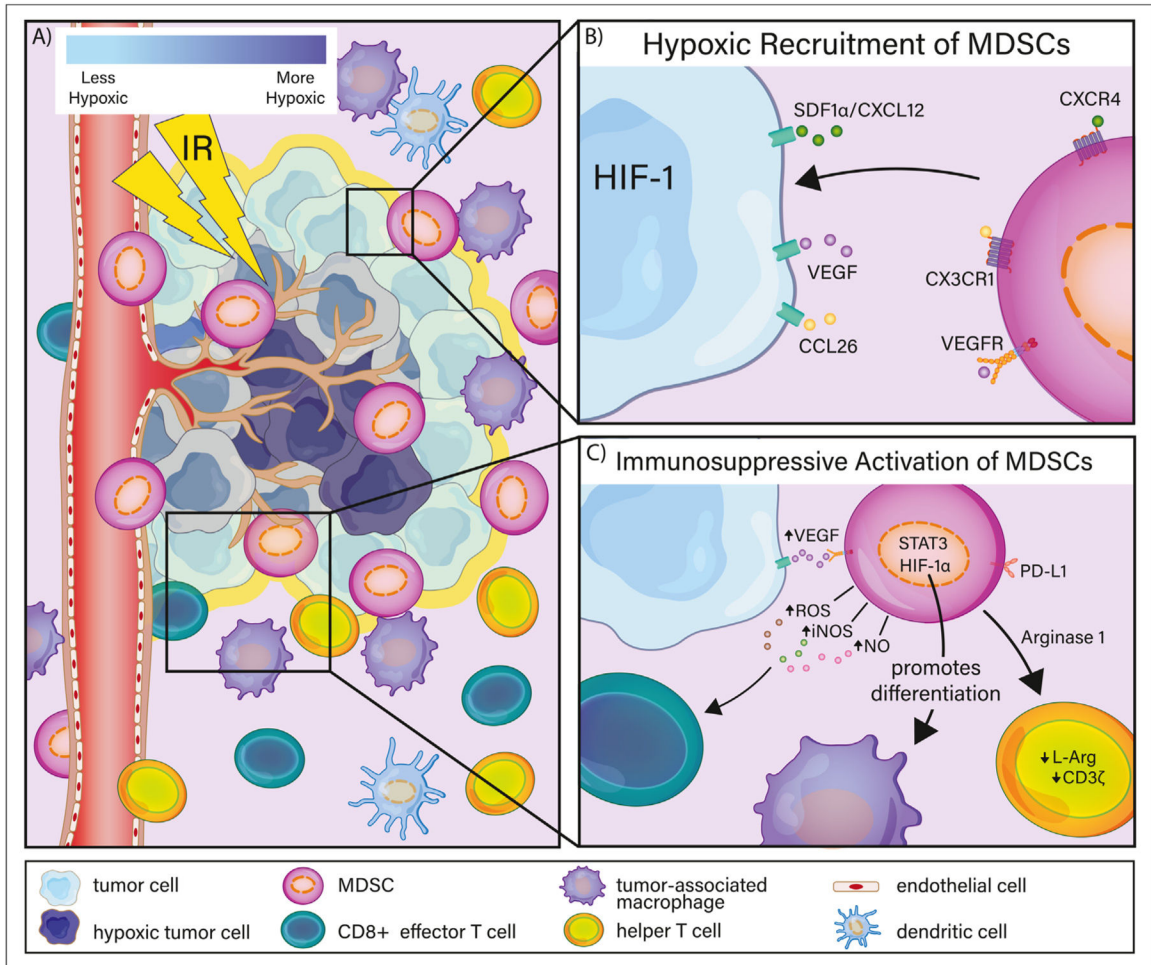 A)
Less
Hypoxic
More
Hypoxic
IR
B)
Hypoxic Recruitment of MDSCs
SDF1α/CXCL12
CXCR4
HIF-1
VEGF
CX3CR1
CCL26
VEGFR
C)
Immunosuppressive Activation of MDSCs
↑VEGF
STAT3
HIF-1α
PD-L1
↑ROS
↑iNOS
↑NO
Arginase 1
promotes
differentiation
↓L-Arg
↓CD3ζ
tumor cell
MDSC
tumor-associated
macrophage
endothelial cell
hypoxic tumor cell
CD8+ effector T cell
helper T cell
dendritic cell